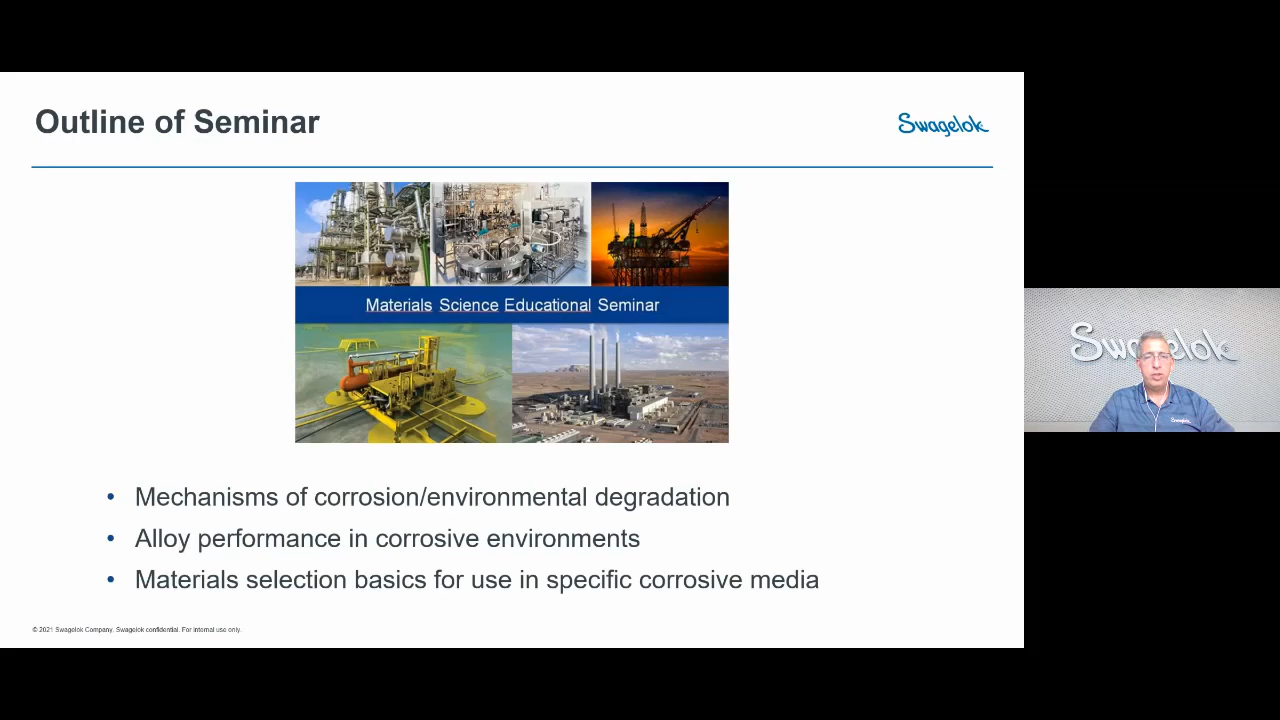 Outline of Seminar
Swagelok
Materials Science Educational Seminar
Swagelok
Swagelok
• Mechanisms of corrosion/environmental degradation
• Alloy performance in corrosive environments
• Materials selection basics for use in specific corrosive media
© 2021 Swagelok Company. Swagelok confidential. For internal use only.